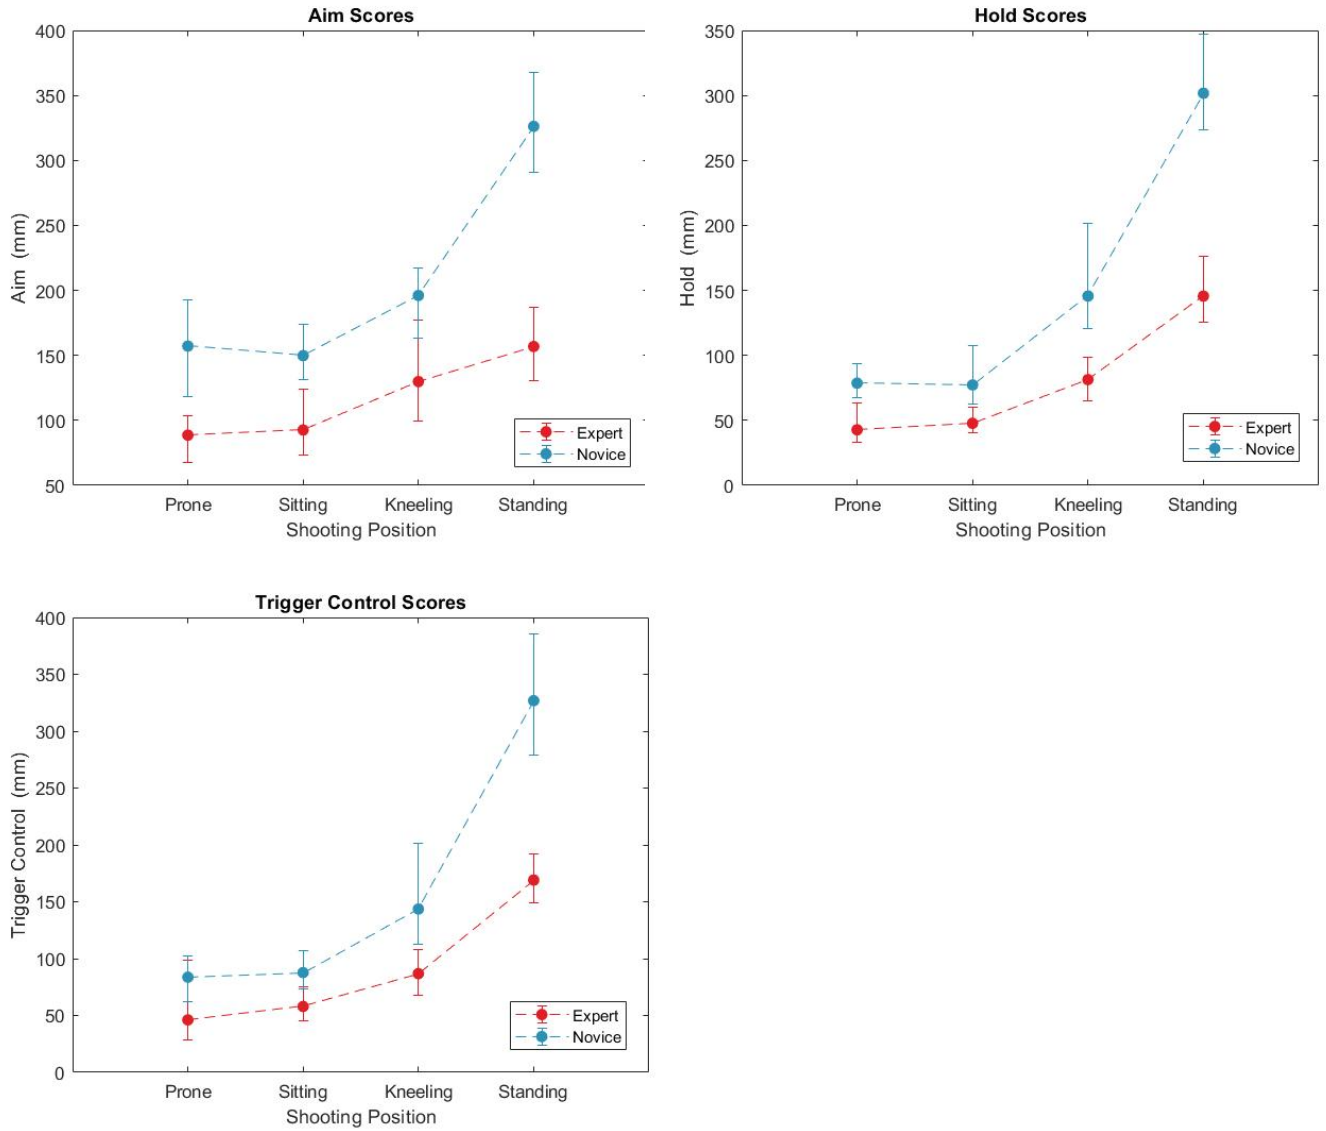 Aim Scores
400
350
300
250
200
150
100
50
Aim (mm)
Prone Sitting Kneeling Standing
Shooting Position
Expert
Novice
Hold Scores
350
300
250
200
150
100
50
0
Hold (mm)
Prone Sitting Kneeling Standing
Shooting Position
Expert
Novice
Trigger Control Scores
400
350
300
250
200
150
100
50
0
Trigger Control (mm)
Prone Sitting Kneeling Standing
Shooting Position
Expert
Novice